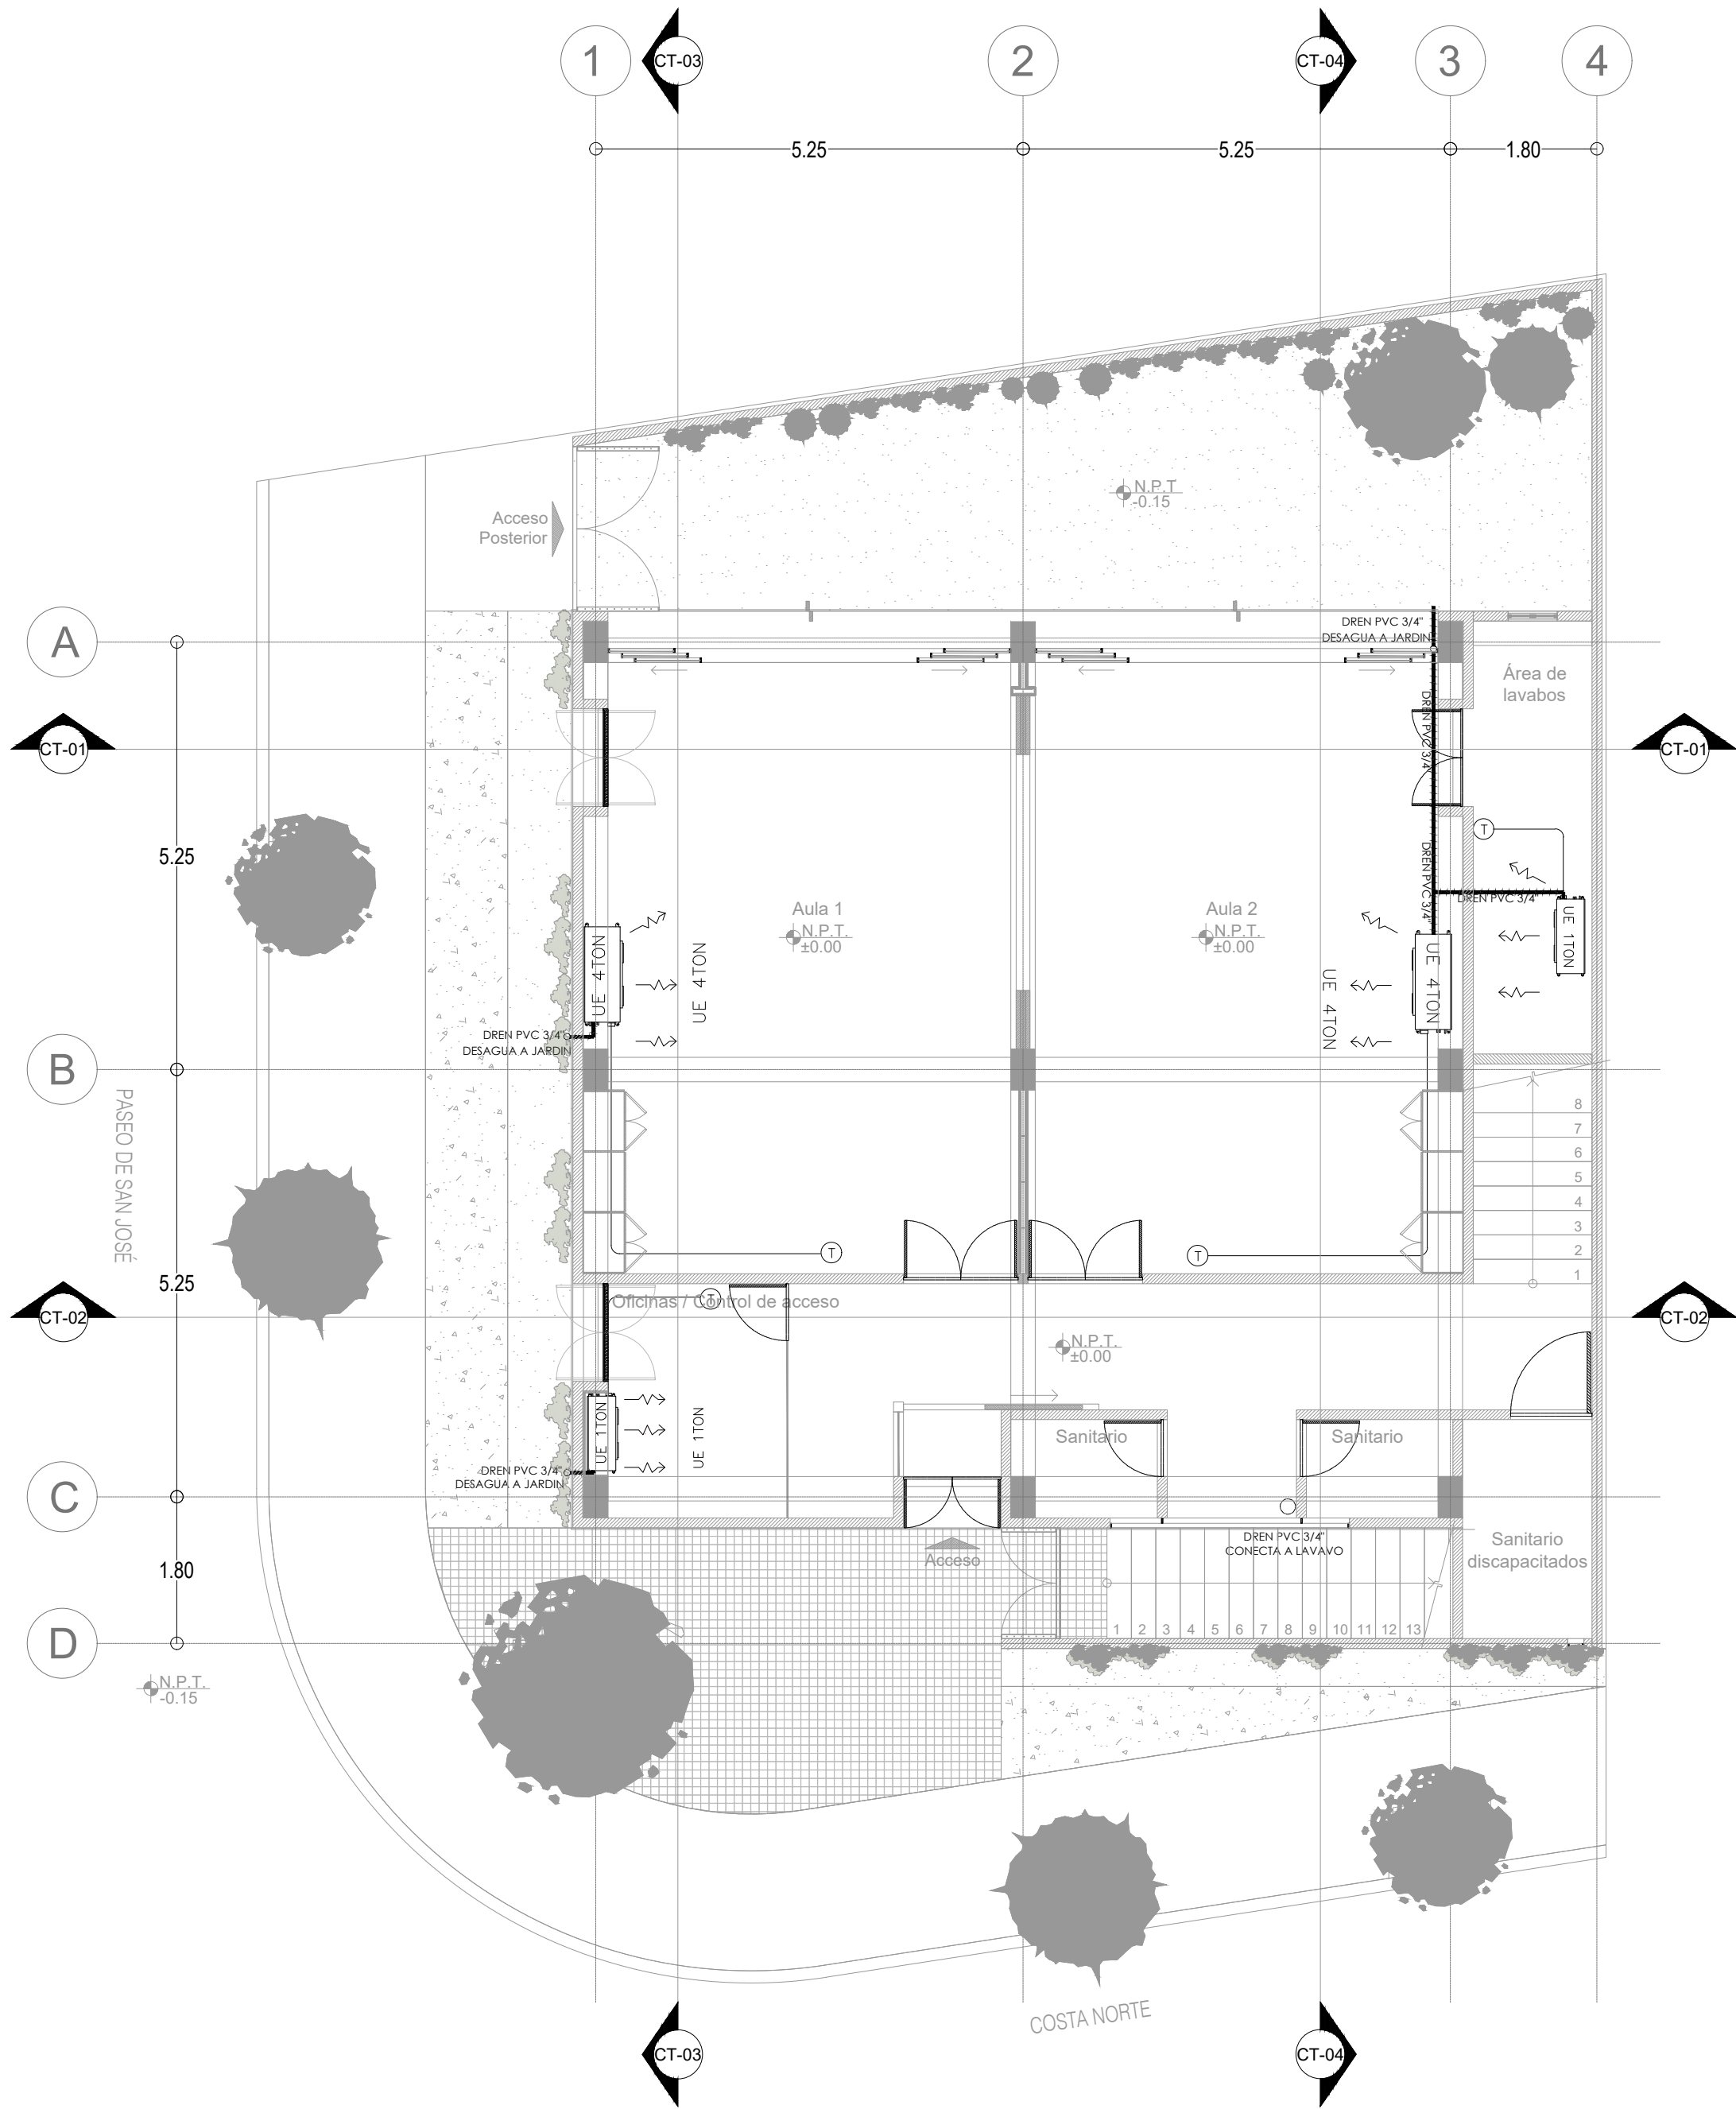 1
CT-03
2
CT-04
3
4
5.25
5.25
1.80
N.P.T
-0.15
Acceso
Posterior
A
DREN PVC 3/4"
DESAGUA A JARDIN
Área de
lavabos
DREN PVC 3/4"
CT-01
CT-01
5.25
T
DREN PVC 3/4"
DREN PVC 3/4"
Aula 1
N.P.T.
±0.00
Aula 2
N.P.T.
±0.00
UE 1TON
UE 4TON
UE 4TON
UE 4TON
UE 4TON
DREN PVC 3/4"
DESAGUA A JARDIN
B
PASEO DE SAN JOSÉ
8
7
6
5
4
3
2
1
T
T
5.25
Oficinas / Control de acceso
T
CT-02
CT-02
N.P.T.
±0.00
UE 1TON
UE 1TON
Sanitario
Sanitario
DREN PVC 3/4"
DESAGUA A JARDIN
C
DREN PVC 3/4"
CONECTA A LAVAVO
Sanitario
discapacitados
Acceso
1.80
1 2 3 4 5 6 7 8 9 10 11 12 13
D
N.P.T.
-0.15
COSTA NORTE
CT-03
CT-04